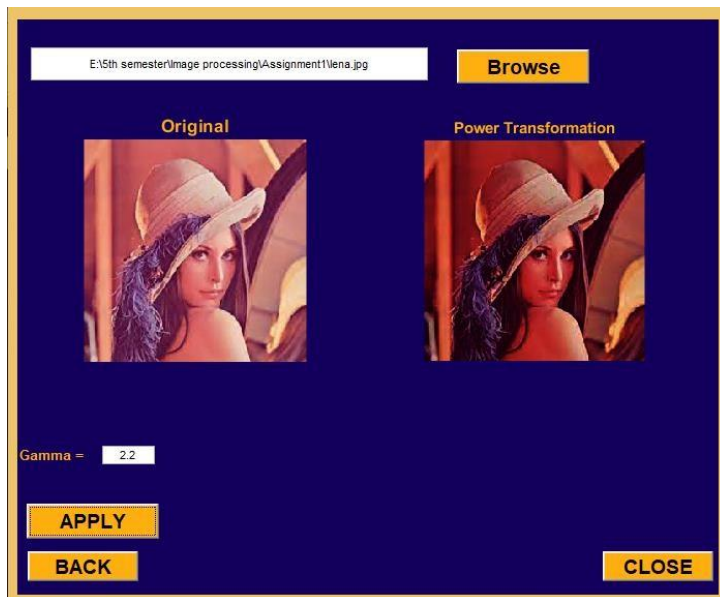 E:\5th semester\Image processing\Assignment1\lena.jpg
Browse
Original
Power Transformation
Gamma =
2.2
APPLY
BACK
CLOSE